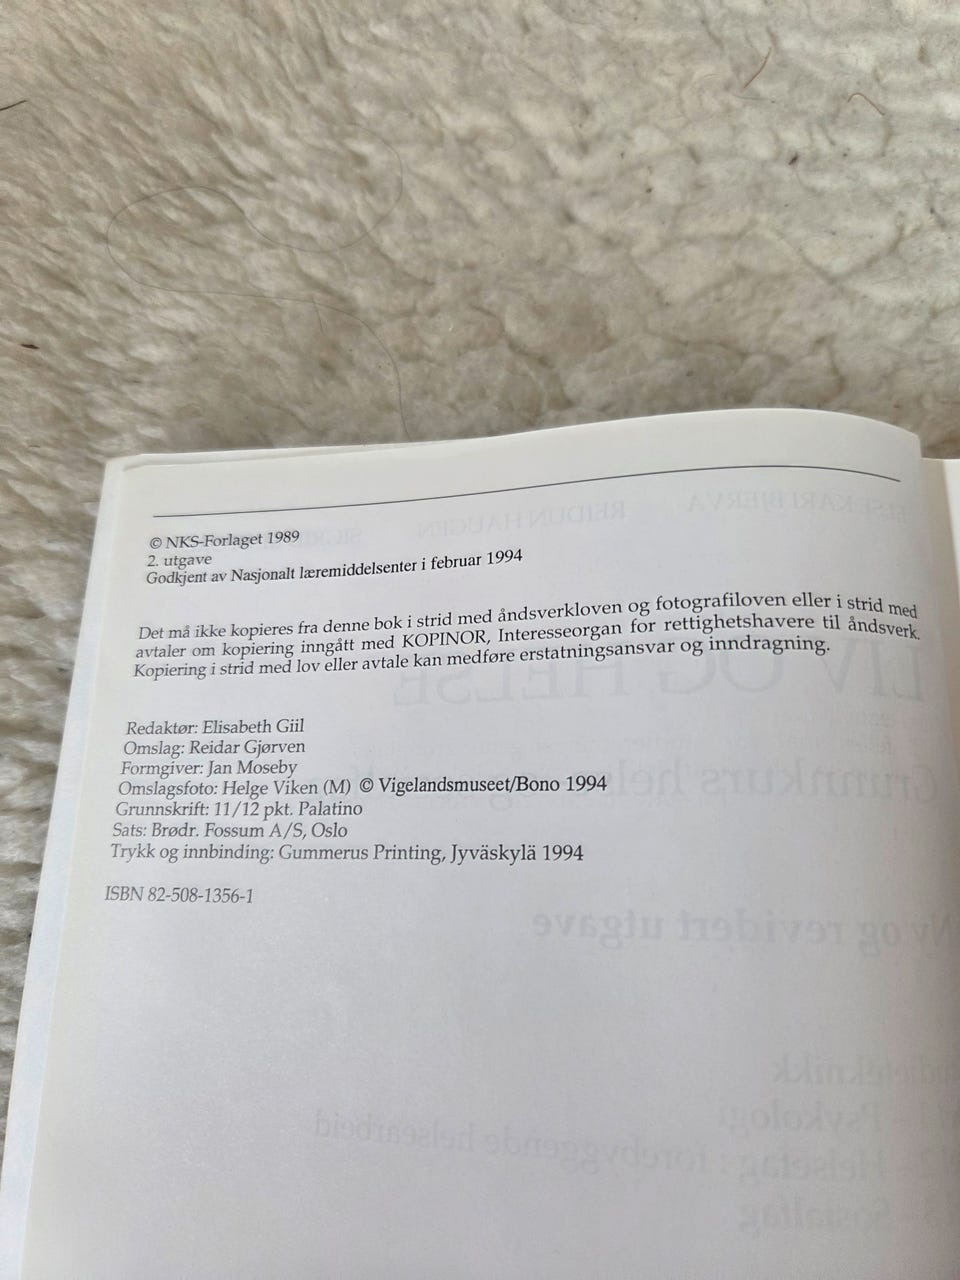 © NKS-Forlaget 1989
2. utgave
Godkjent av Nasjonalt læremiddelsenter i februar 1994
Det må ikke kopieres fra denne bok i strid med åndsverkloven og fotografiloven eller i strid med
avtaler om kopiering inngått med KOPINOR, Interesseorgan for rettighetshavere til åndsverk.
Kopiering i strid med lov eller avtale kan medføre erstatningsansvar og inndragning.
Redaktør: Elisabeth Giil
Omslag: Reidar Gjørven
Formgiver: Jan Moseby
Omslagsfoto: Helge Viken (M) © Vigelandsmuseet/Bono 1994
Grunnskrift: 11/12 pkt. Palatino
Sats: Brødr. Fossum A/S, Oslo
Trykk og innbinding: Gummerus Printing, Jyväskylä 1994
ISBN 82-508-1356-1